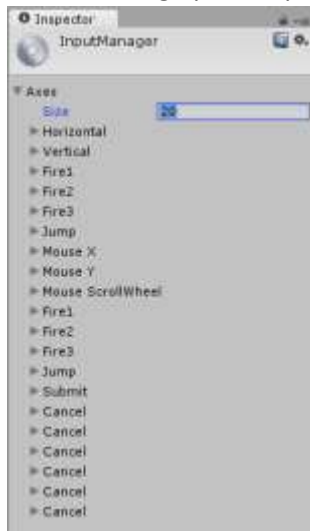 Inspector
InputManager
Axes
Size 20
Horizontal
Vertical
Fire1
Fire2
Fire3
Jump
Mouse X
Mouse Y
Mouse ScrollWheel
Fire1
Fire2
Fire3
Jump
Submit
Cancel
Cancel
Cancel
Cancel
Cancel
Cancel